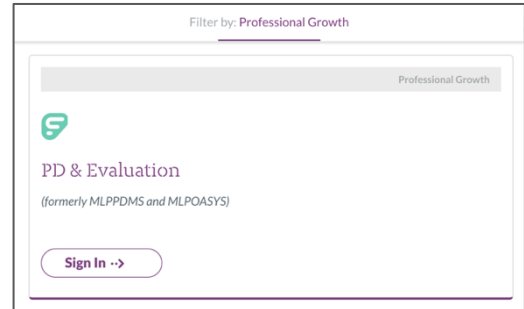 Filter by: Professional Growth
Professional Growth
PD & Evaluation
(formerly MLPPDMS and MLPOASYS)
Sign In ··>